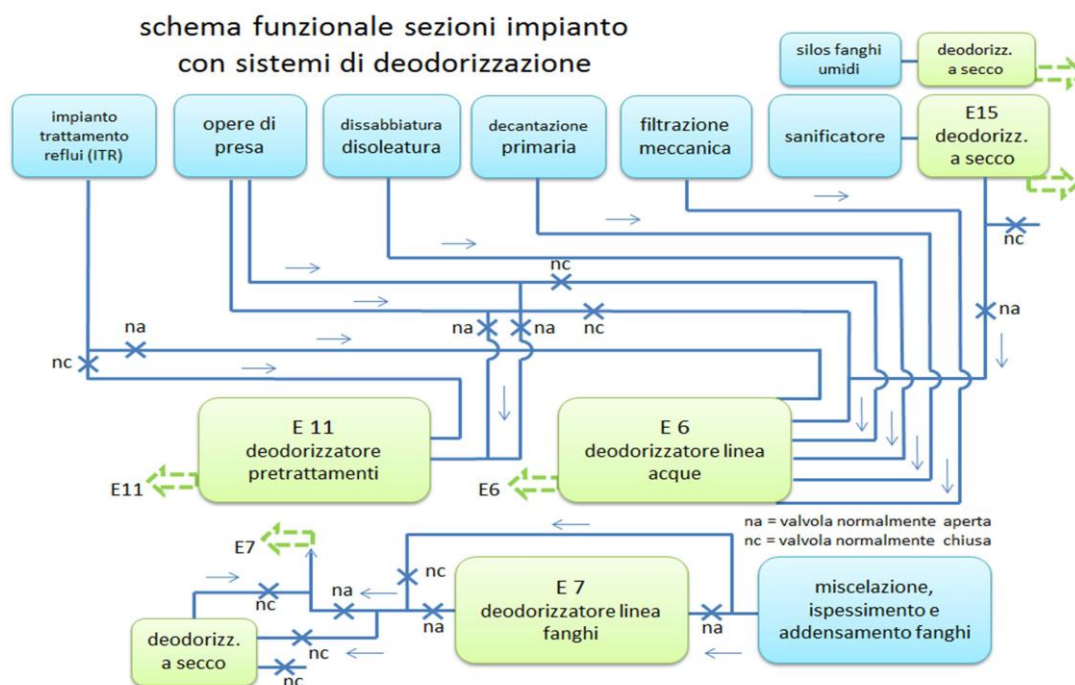 schema funzionale sezioni impianto
con sistemi di deodorizzazione
silos fanghi
umidi
deodorizz.
a secco
impianto
trattamento
reflui (ITR)
opere di
presa
dissabbiatura
disoleatura
decantazione
primaria
filtrazione
meccanica
sanificatore
E15
deodorizz.
a secco
nc
nc
na
na
na
na
nc
nc
E 11
deodorizzatore
pretrattamenti
E11
E 6
deodorizzatore linea
acque
E6
na = valvola normalmente aperta
nc = valvola normalmente chiusa
E7
nc
na
nc
na
E 7
deodorizzatore linea
fanghi
na
miscelazione,
ispessimento e
addensamento fanghi
deodorizz.
a secco
nc
nc